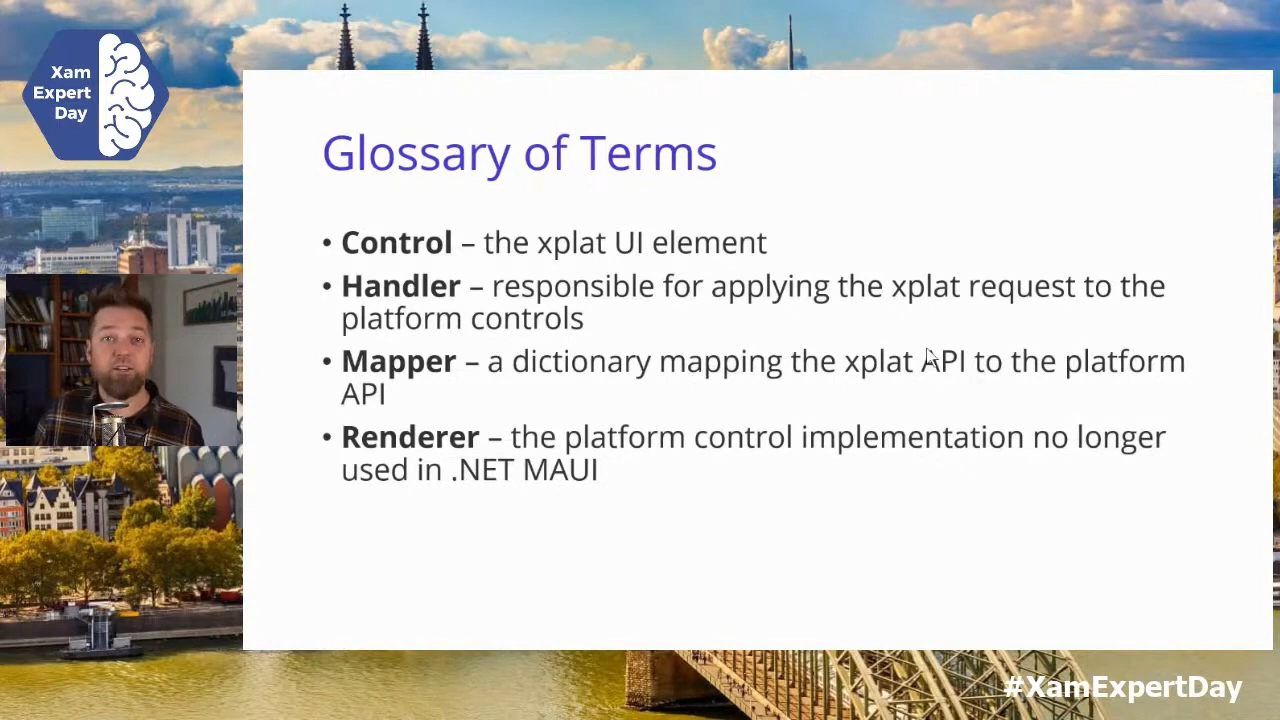 Xam
Expert
Day
Glossary of Terms
• Control – the xplat UI element
• Handler – responsible for applying the xplat request to the
platform controls
• Mapper – a dictionary mapping the xplat API to the platform
API
• Renderer – the platform control implementation no longer
used in .NET MAUI
#XamExpertDay